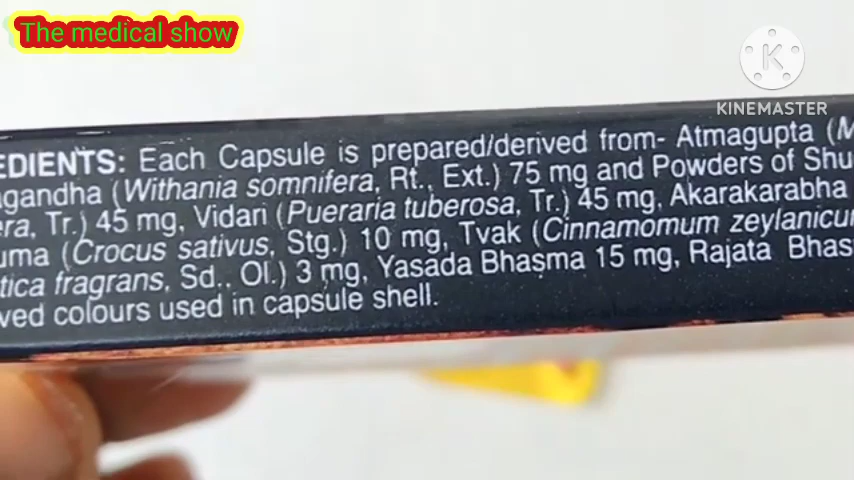 The medical show
KINEMASTER
EDIENTS: Each Capsule is prepared/derived from- Atmagupta (M
gandha (Withania somnifera, Rt., Ext.) 75 mg and Powders of Shu
era, Tr.) 45 mg, Vidari (Pueraria tuberosa, Tr.) 45 mg, Akarakarabha
uma (Crocus sativus, Stg.) 10 mg, Tvak (Cinnamomum zeylanicu
tica fragrans, Sd., Ol.) 3 mg, Yasada Bhasma 15 mg, Rajata Bhas
ved colours used in capsule shell.